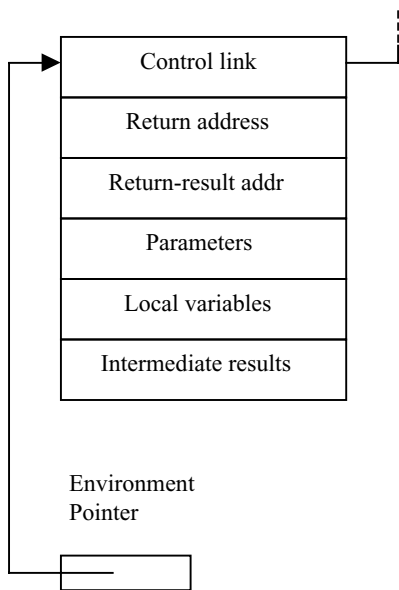 Control link
Return address
Return-result addr
Parameters
Local variables
Intermediate results
Environment
Pointer